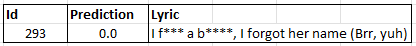 Id Prediction Lyric
293 0.0 I f*** a b****, I forgot her name (Brr, yuh)